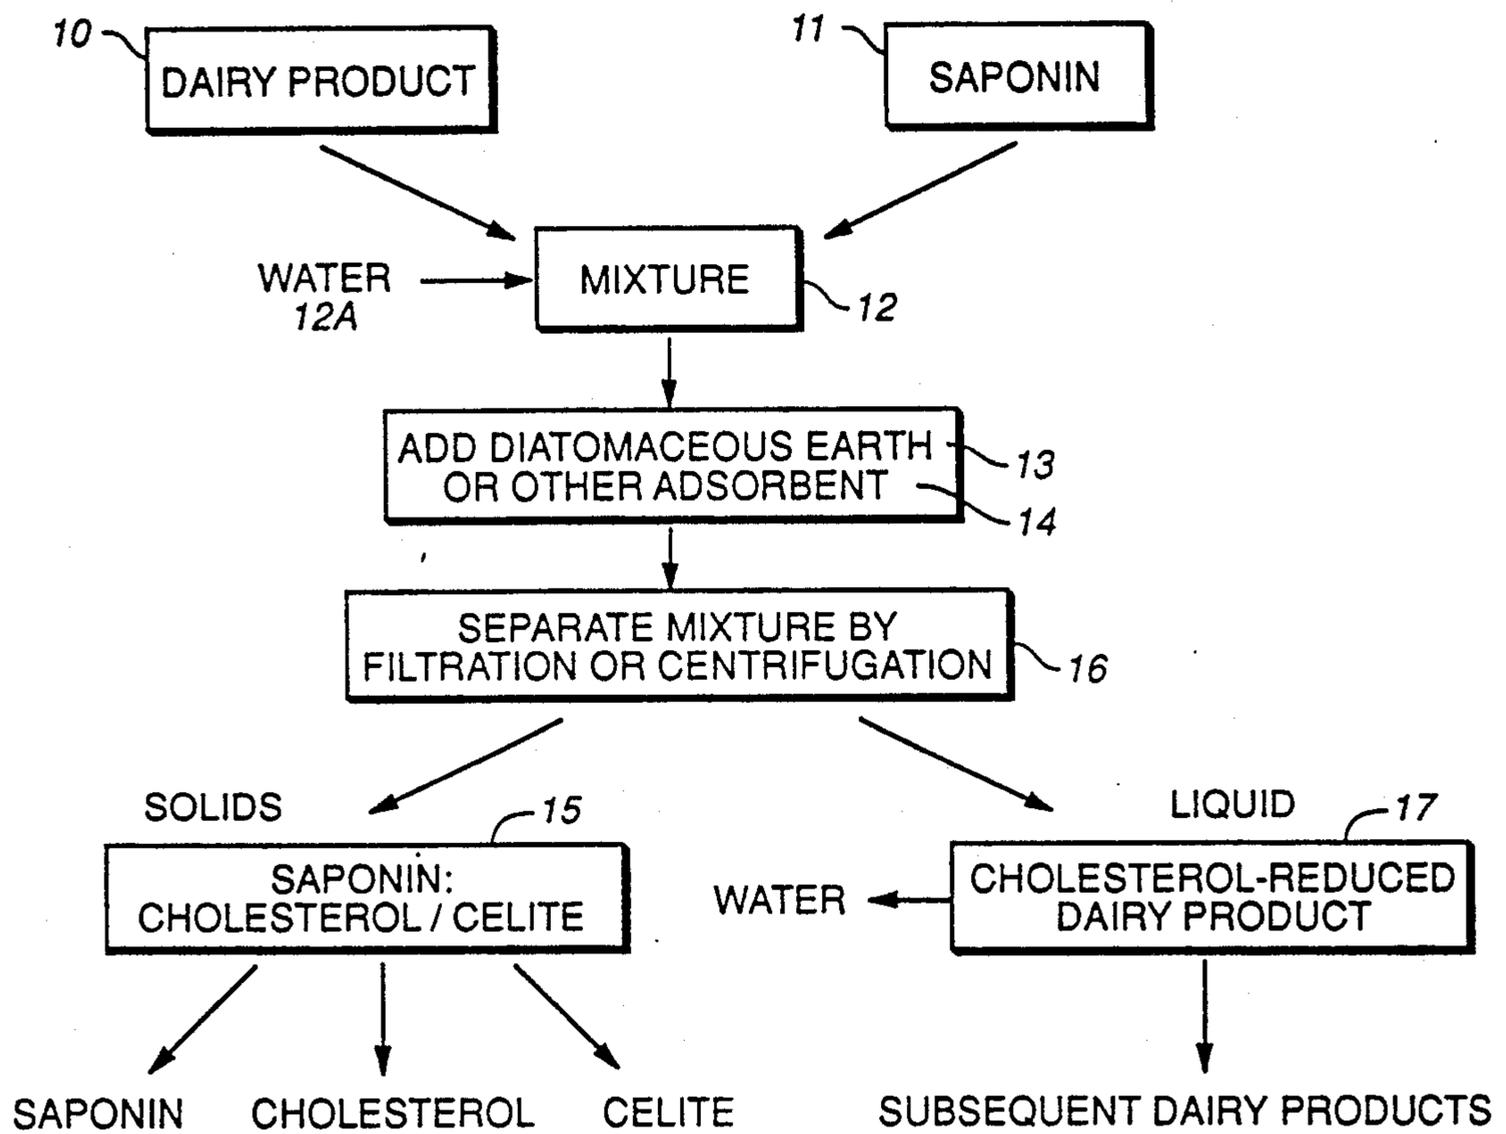 10
DAIRY PRODUCT
11
SAPONIN
WATER
12A
MIXTURE
12
ADD DIATOMACEOUS EARTH
OR OTHER ADSORBENT
13
14
SEPARATE MIXTURE BY
FILTRATION OR CENTRIFUGATION
16
SOLIDS
15
SAPONIN:
CHOLESTEROL / CELITE
LIQUID
17
WATER
CHOLESTEROL-REDUCED
DAIRY PRODUCT
SAPONIN
CHOLESTEROL
CELITE
SUBSEQUENT DAIRY PRODUCTS